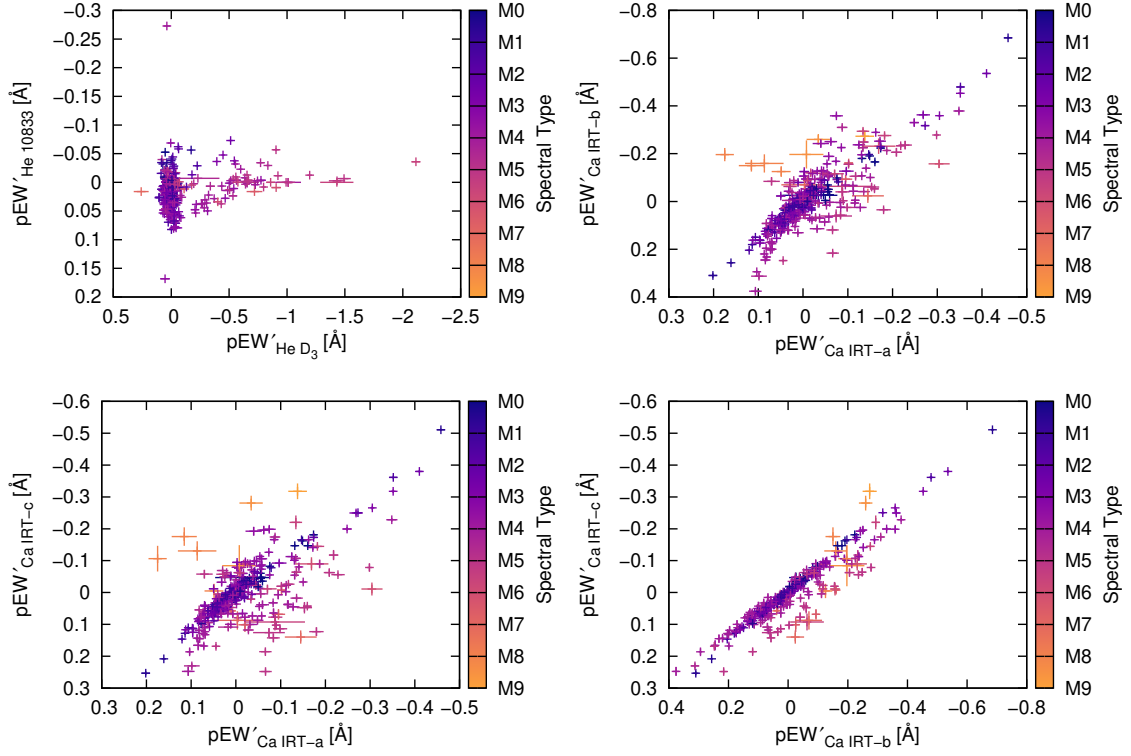 −0.3
−0.25
−0.2
−0.15
−0.1
−0.05
0
0.05
0.1
0.15
0.2
0.5 0 −0.5 −1 −1.5 −2 −2.5
pEW′He 10833 [Å]
pEW′He D3 [Å]
M0
M1
M2
M3
M4
M5
M6
M7
M8
M9
Spectral Type
−0.8
−0.6
−0.4
−0.2
0
0.2
0.4
0.3 0.2 0.1 0 −0.1 −0.2 −0.3 −0.4 −0.5
pEW′Ca IRT−b [Å]
pEW′Ca IRT−a [Å]
M0
M1
M2
M3
M4
M5
M6
M7
M8
M9
Spectral Type
−0.6
−0.5
−0.4
−0.3
−0.2
−0.1
0
0.1
0.2
0.3
0.3 0.2 0.1 0 −0.1 −0.2 −0.3 −0.4 −0.5
pEW′Ca IRT−c [Å]
pEW′Ca IRT−a [Å]
M0
M1
M2
M3
M4
M5
M6
M7
M8
M9
Spectral Type
−0.6
−0.5
−0.4
−0.3
−0.2
−0.1
0
0.1
0.2
0.3
0.4 0.2 0 −0.2 −0.4 −0.6 −0.8
pEW′Ca IRT−c [Å]
pEW′Ca IRT−b [Å]
M0
M1
M2
M3
M4
M5
M6
M7
M8
M9
Spectral Type